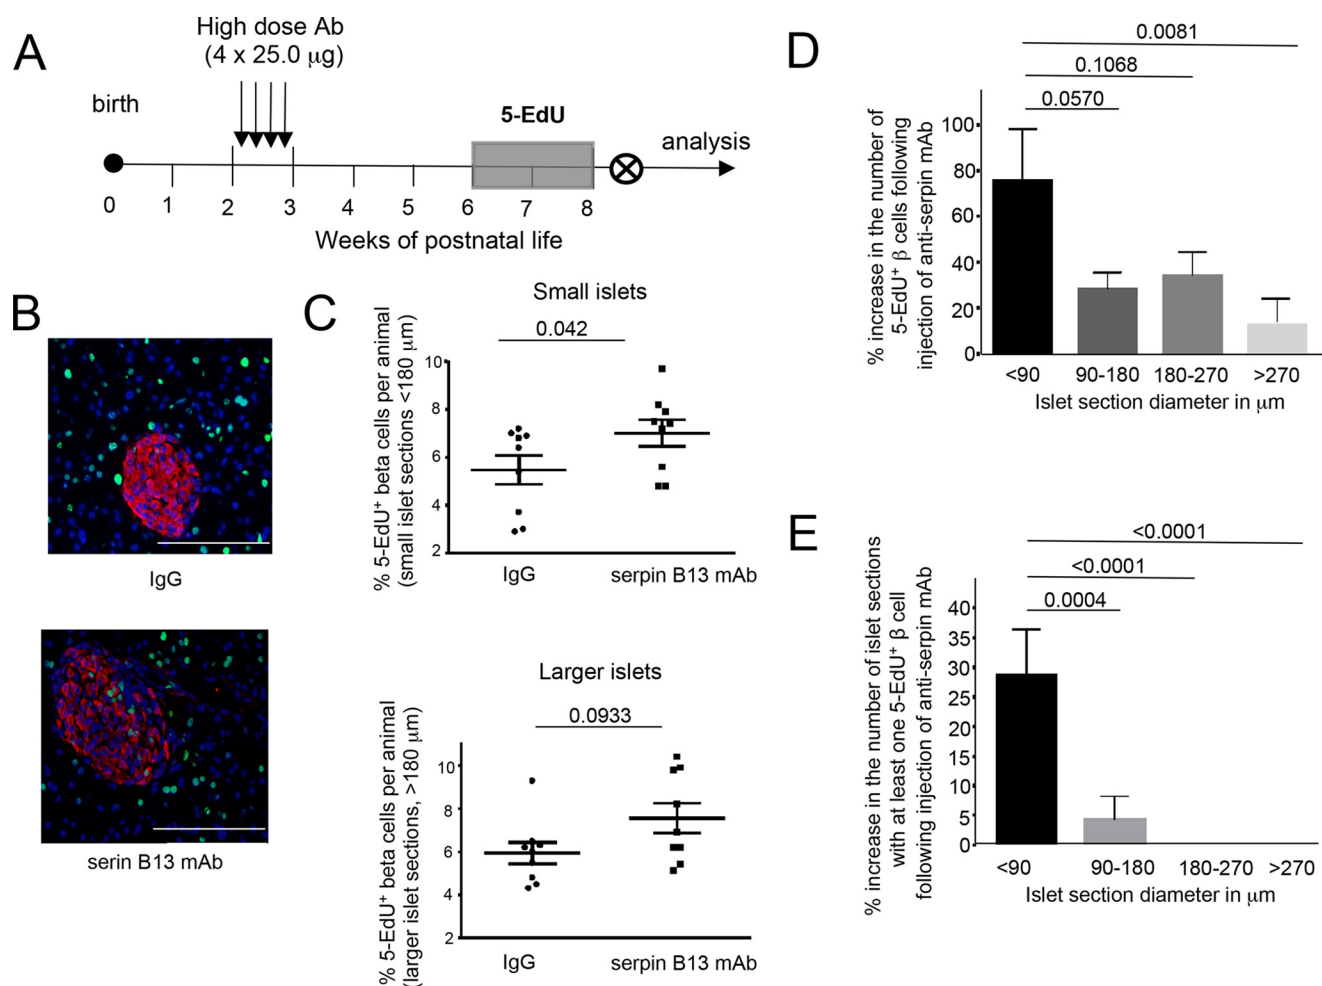 A
High dose Ab
(4 x 25.0 μg)
birth
5-EdU
analysis
0 1 2 3 4 5 6 7 8
Weeks of postnatal life
B
IgG
serin B13 mAb
C
Small islets
0.042
% 5-EdU⁺ beta cells per animal
(small islet sections <180 μm)
10
8
6
4
2
IgG serpin B13 mAb
Larger islets
0.0933
% 5-EdU⁺ beta cells per animal
(larger islet sections, >180 μm)
10
8
6
4
2
IgG serpin B13 mAb
D
0.0081
0.1068
0.0570
% increase in the number of
5-EdU⁺ β cells following
injection of anti-serpin mAb
100
80
60
40
20
0
<90 90-180 180-270 >270
Islet section diameter in μm
E
<0.0001
<0.0001
0.0004
% increase in the number of islet sections
with at least one 5-EdU⁺ β cell
following injection of anti-serpin mAb
40
35
30
25
20
15
10
5
0
<90 90-180 180-270 >270
Islet section diameter in μm